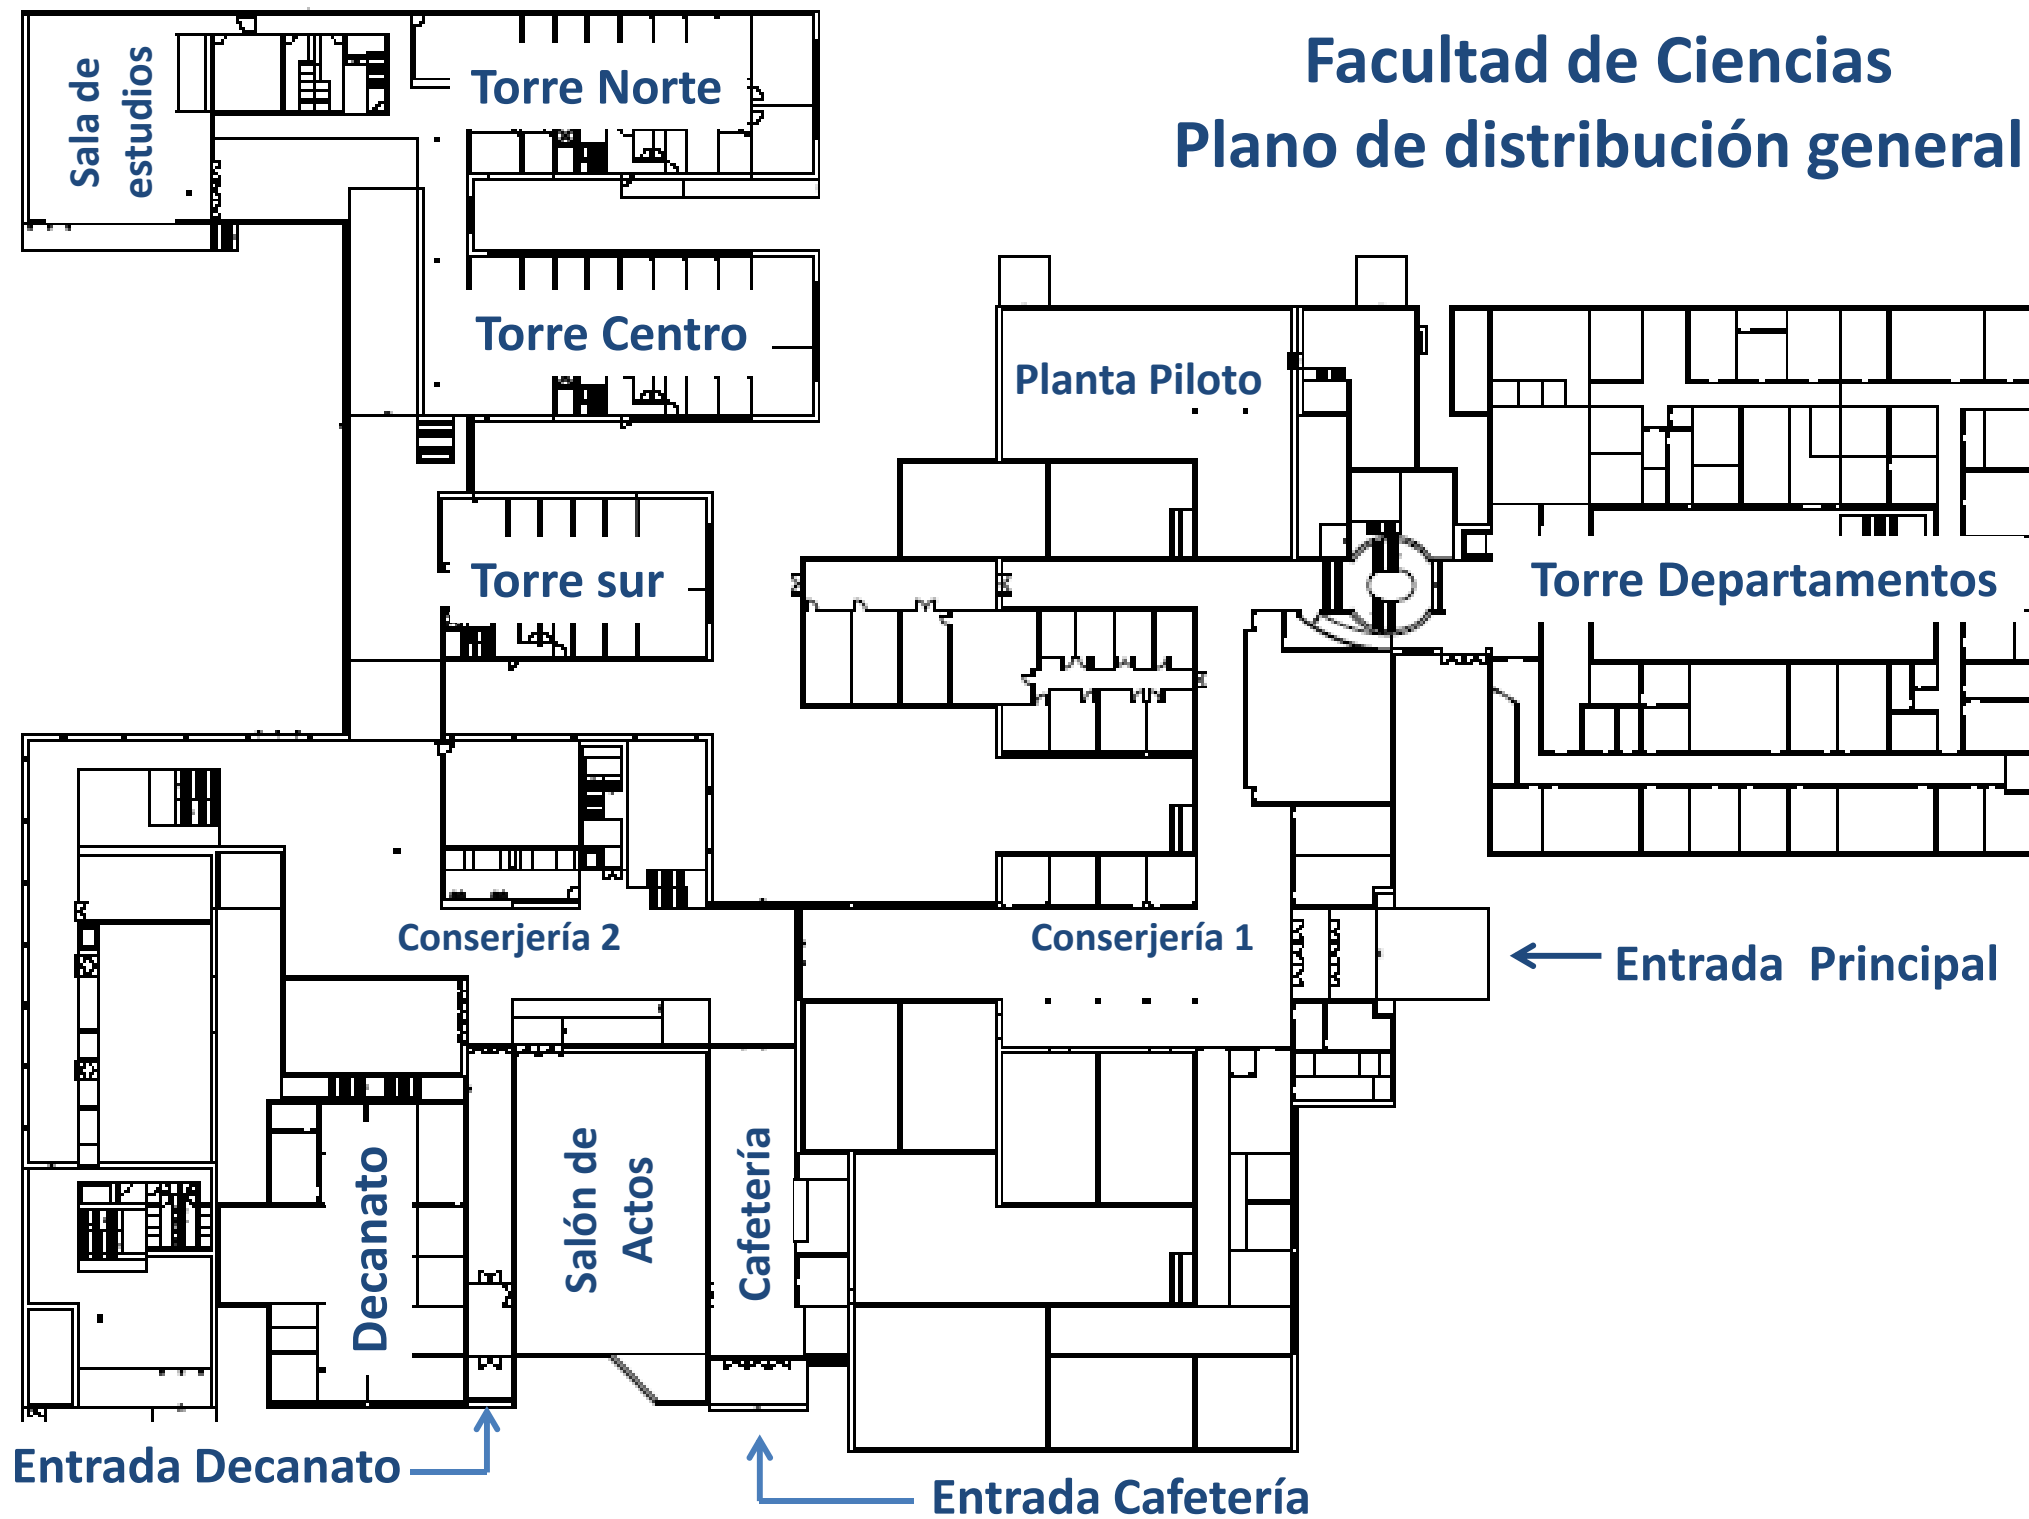 Facultad de Ciencias
Plano de distribución general
Sala de
estudios
Torre Norte
Torre Centro
Planta Piloto
Torre sur
Torre Departamentos
Conserjería 2
Conserjería 1
Entrada Principal
Decanato
Salón de
Actos
Cafetería
Entrada Decanato
Entrada Cafetería